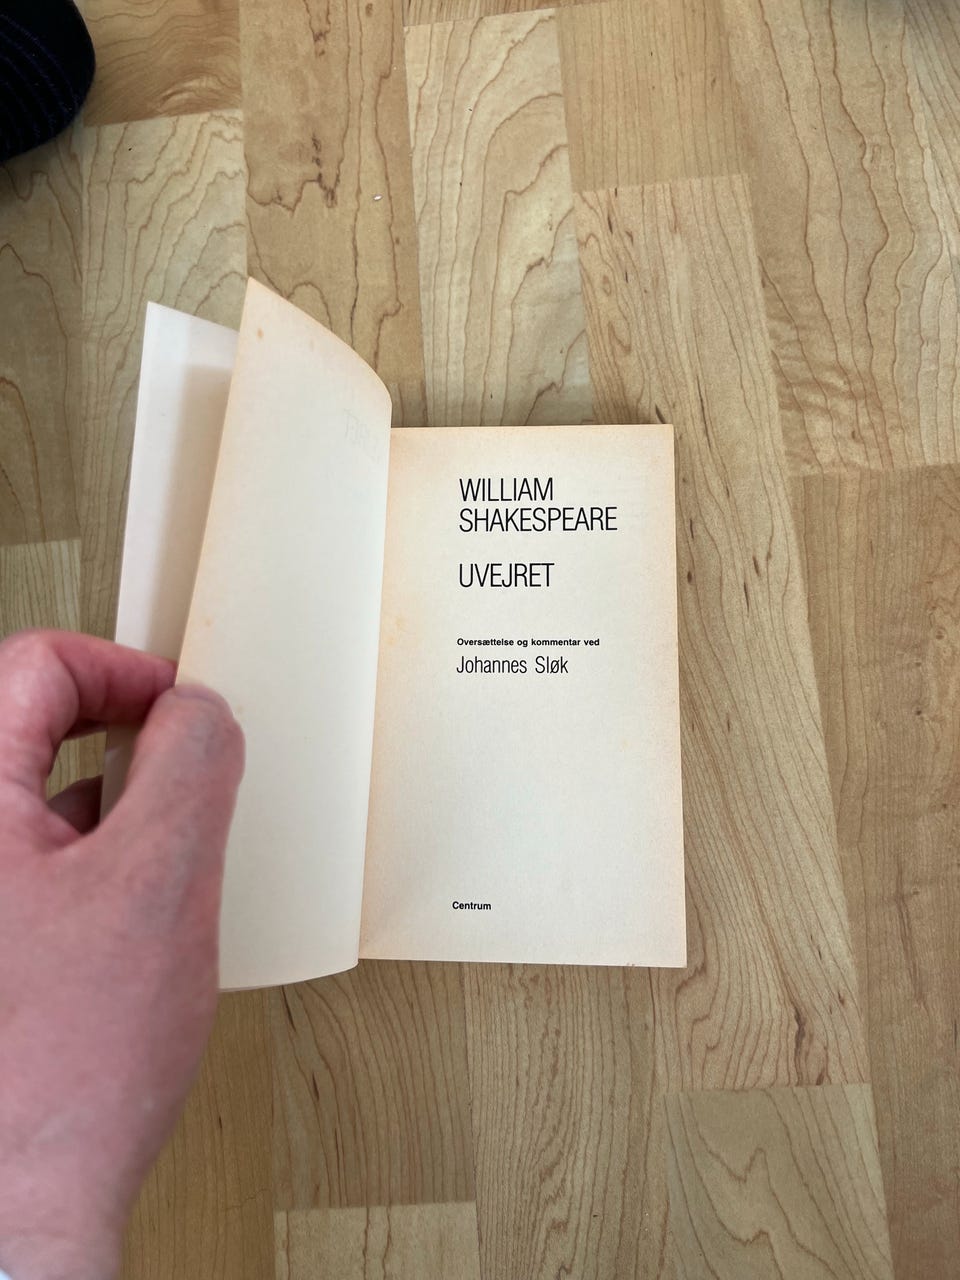 WILLIAM
SHAKESPEARE
UVEJRET
Oversættelse og kommentar ved
Johannes Sløk
Centrum